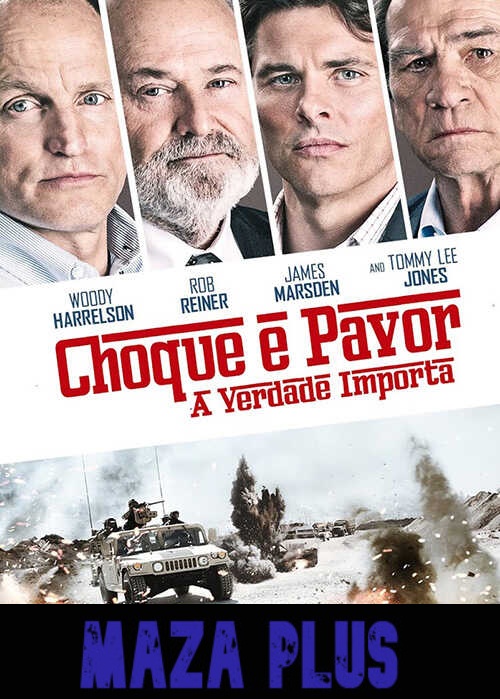 WOODY HARRELSON
ROB REINER
JAMES MARSDEN
AND TOMMY LEE JONES
Choque e Pavor
A Verdade Importa
MAZA PLUS